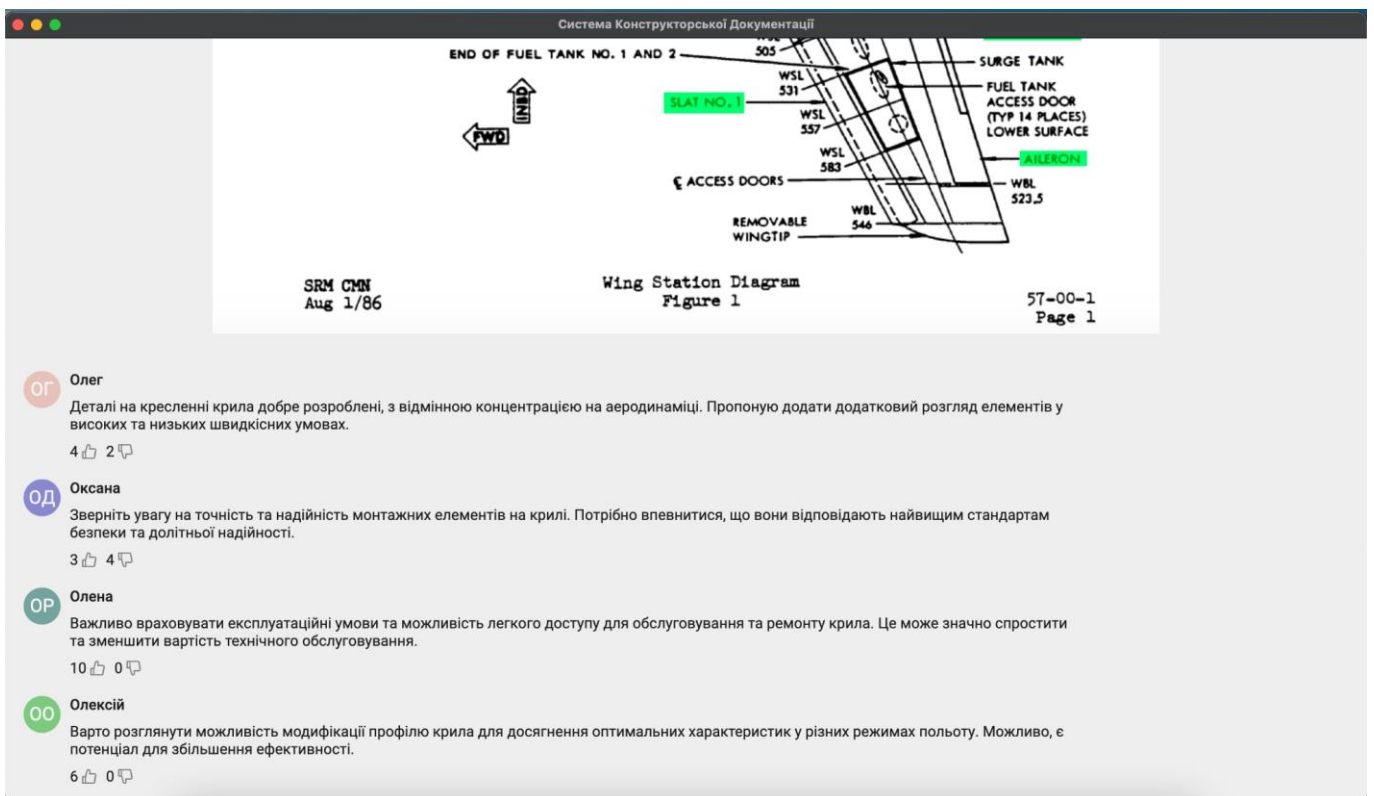 Система Конструкторської Документації
END OF FUEL TANK NO. 1 AND 2
505
WSL
531
SURGE TANK
FUEL TANK
ACCESS DOOR
(TYP 14 PLACES)
LOWER SURFACE
SLAT NO. 1
INBD
FWD
WSL
557
WSL
583
AILERON
℄ ACCESS DOORS
WBL
523.5
WBL
546
REMOVABLE
WINGTIP
SRM CMN
Aug 1/86
Wing Station Diagram
Figure 1
57-00-1
Page 1
ОГ
Олег
Деталі на кресленні крила добре розроблені, з відмінною концентрацією на аеродинаміці. Пропоную додати додатковий розгляд елементів у
високих та низьких швидкісних умовах.
4 2
ОД
Оксана
Зверніть увагу на точність та надійність монтажних елементів на крилі. Потрібно впевнитися, що вони відповідають найвищим стандартам
безпеки та долітньої надійності.
3 4
ОР
Олена
Важливо враховувати експлуатаційні умови та можливість легкого доступу для обслуговування та ремонту крила. Це може значно спростити
та зменшити вартість технічного обслуговування.
10 0
ОО
Олексій
Варто розглянути можливість модифікації профілю крила для досягнення оптимальних характеристик у різних режимах польоту. Можливо, є
потенціал для збільшення ефективності.
6 0